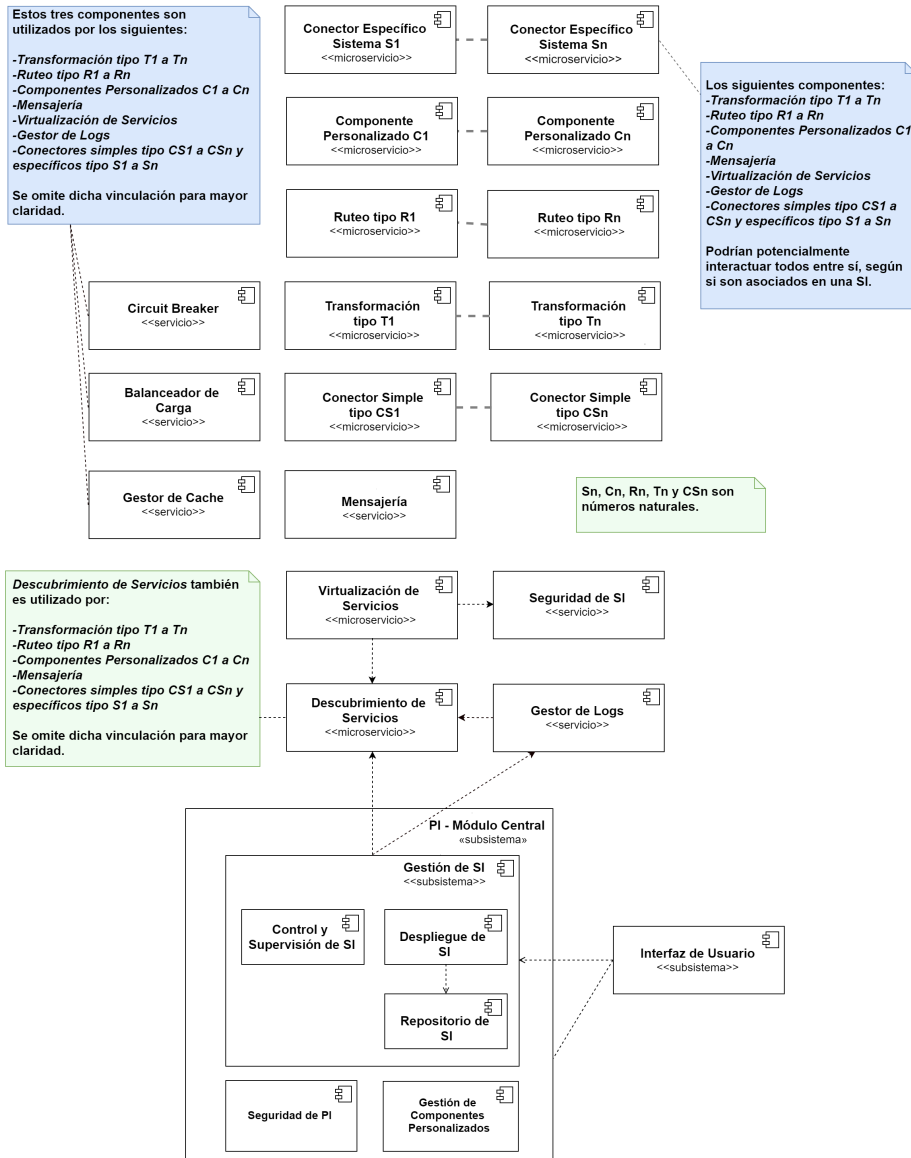 Estos tres componentes son
utilizados por los siguientes:
-Transformación tipo T1 a Tn
-Ruteo tipo R1 a Rn
-Componentes Personalizados C1 a Cn
-Mensajería
-Virtualización de Servicios
-Gestor de Logs
-Conectores simples tipo CS1 a CSn y
específicos tipo S1 a Sn
Se omite dicha vinculación para mayor
claridad.
Conector Específico
Sistema S1
<<microservicio>>
Conector Específico
Sistema Sn
<<microservicio>>
Los siguientes componentes:
-Transformación tipo T1 a Tn
-Ruteo tipo R1 a Rn
-Componentes Personalizados C1
a Cn
-Mensajería
-Virtualización de Servicios
-Gestor de Logs
-Conectores simples tipo CS1 a
CSn y específicos tipo S1 a Sn
Podrían potencialmente
interactuar todos entre sí, según
si son asociados en una SI.
Componente
Personalizado C1
<<microservicio>>
Componente
Personalizado Cn
<<microservicio>>
Ruteo tipo R1
<<microservicio>>
Ruteo tipo Rn
<<microservicio>>
Circuit Breaker
<<servicio>>
Transformación
tipo T1
<<microservicio>>
Transformación
tipo Tn
<<microservicio>>
Balanceador de
Carga
<<servicio>>
Conector Simple
tipo CS1
<<microservicio>>
Conector Simple
tipo CSn
<<microservicio>>
Gestor de Cache
<<servicio>>
Mensajería
<<servicio>>
Sn, Cn, Rn, Tn y CSn son
números naturales.
Descubrimiento de Servicios también
es utilizado por:
-Transformación tipo T1 a Tn
-Ruteo tipo R1 a Rn
-Componentes Personalizados C1 a Cn
-Mensajería
-Conectores simples tipo CS1 a CSn y
específicos tipo S1 a Sn
Se omite dicha vinculación para mayor
claridad.
Virtualización de
Servicios
<<microservicio>>
Seguridad de SI
<<servicio>>
Descubrimiento de
Servicios
<<microservicio>>
Gestor de Logs
<<servicio>>
PI - Módulo Central
«subsistema»
Gestión de SI
<<subsistema>>
Control y
Supervisión de SI
Despliegue de
SI
Repositorio de
SI
Interfaz de Usuario
<<subsistema>>
Seguridad de PI
Gestión de
Componentes
Personalizados